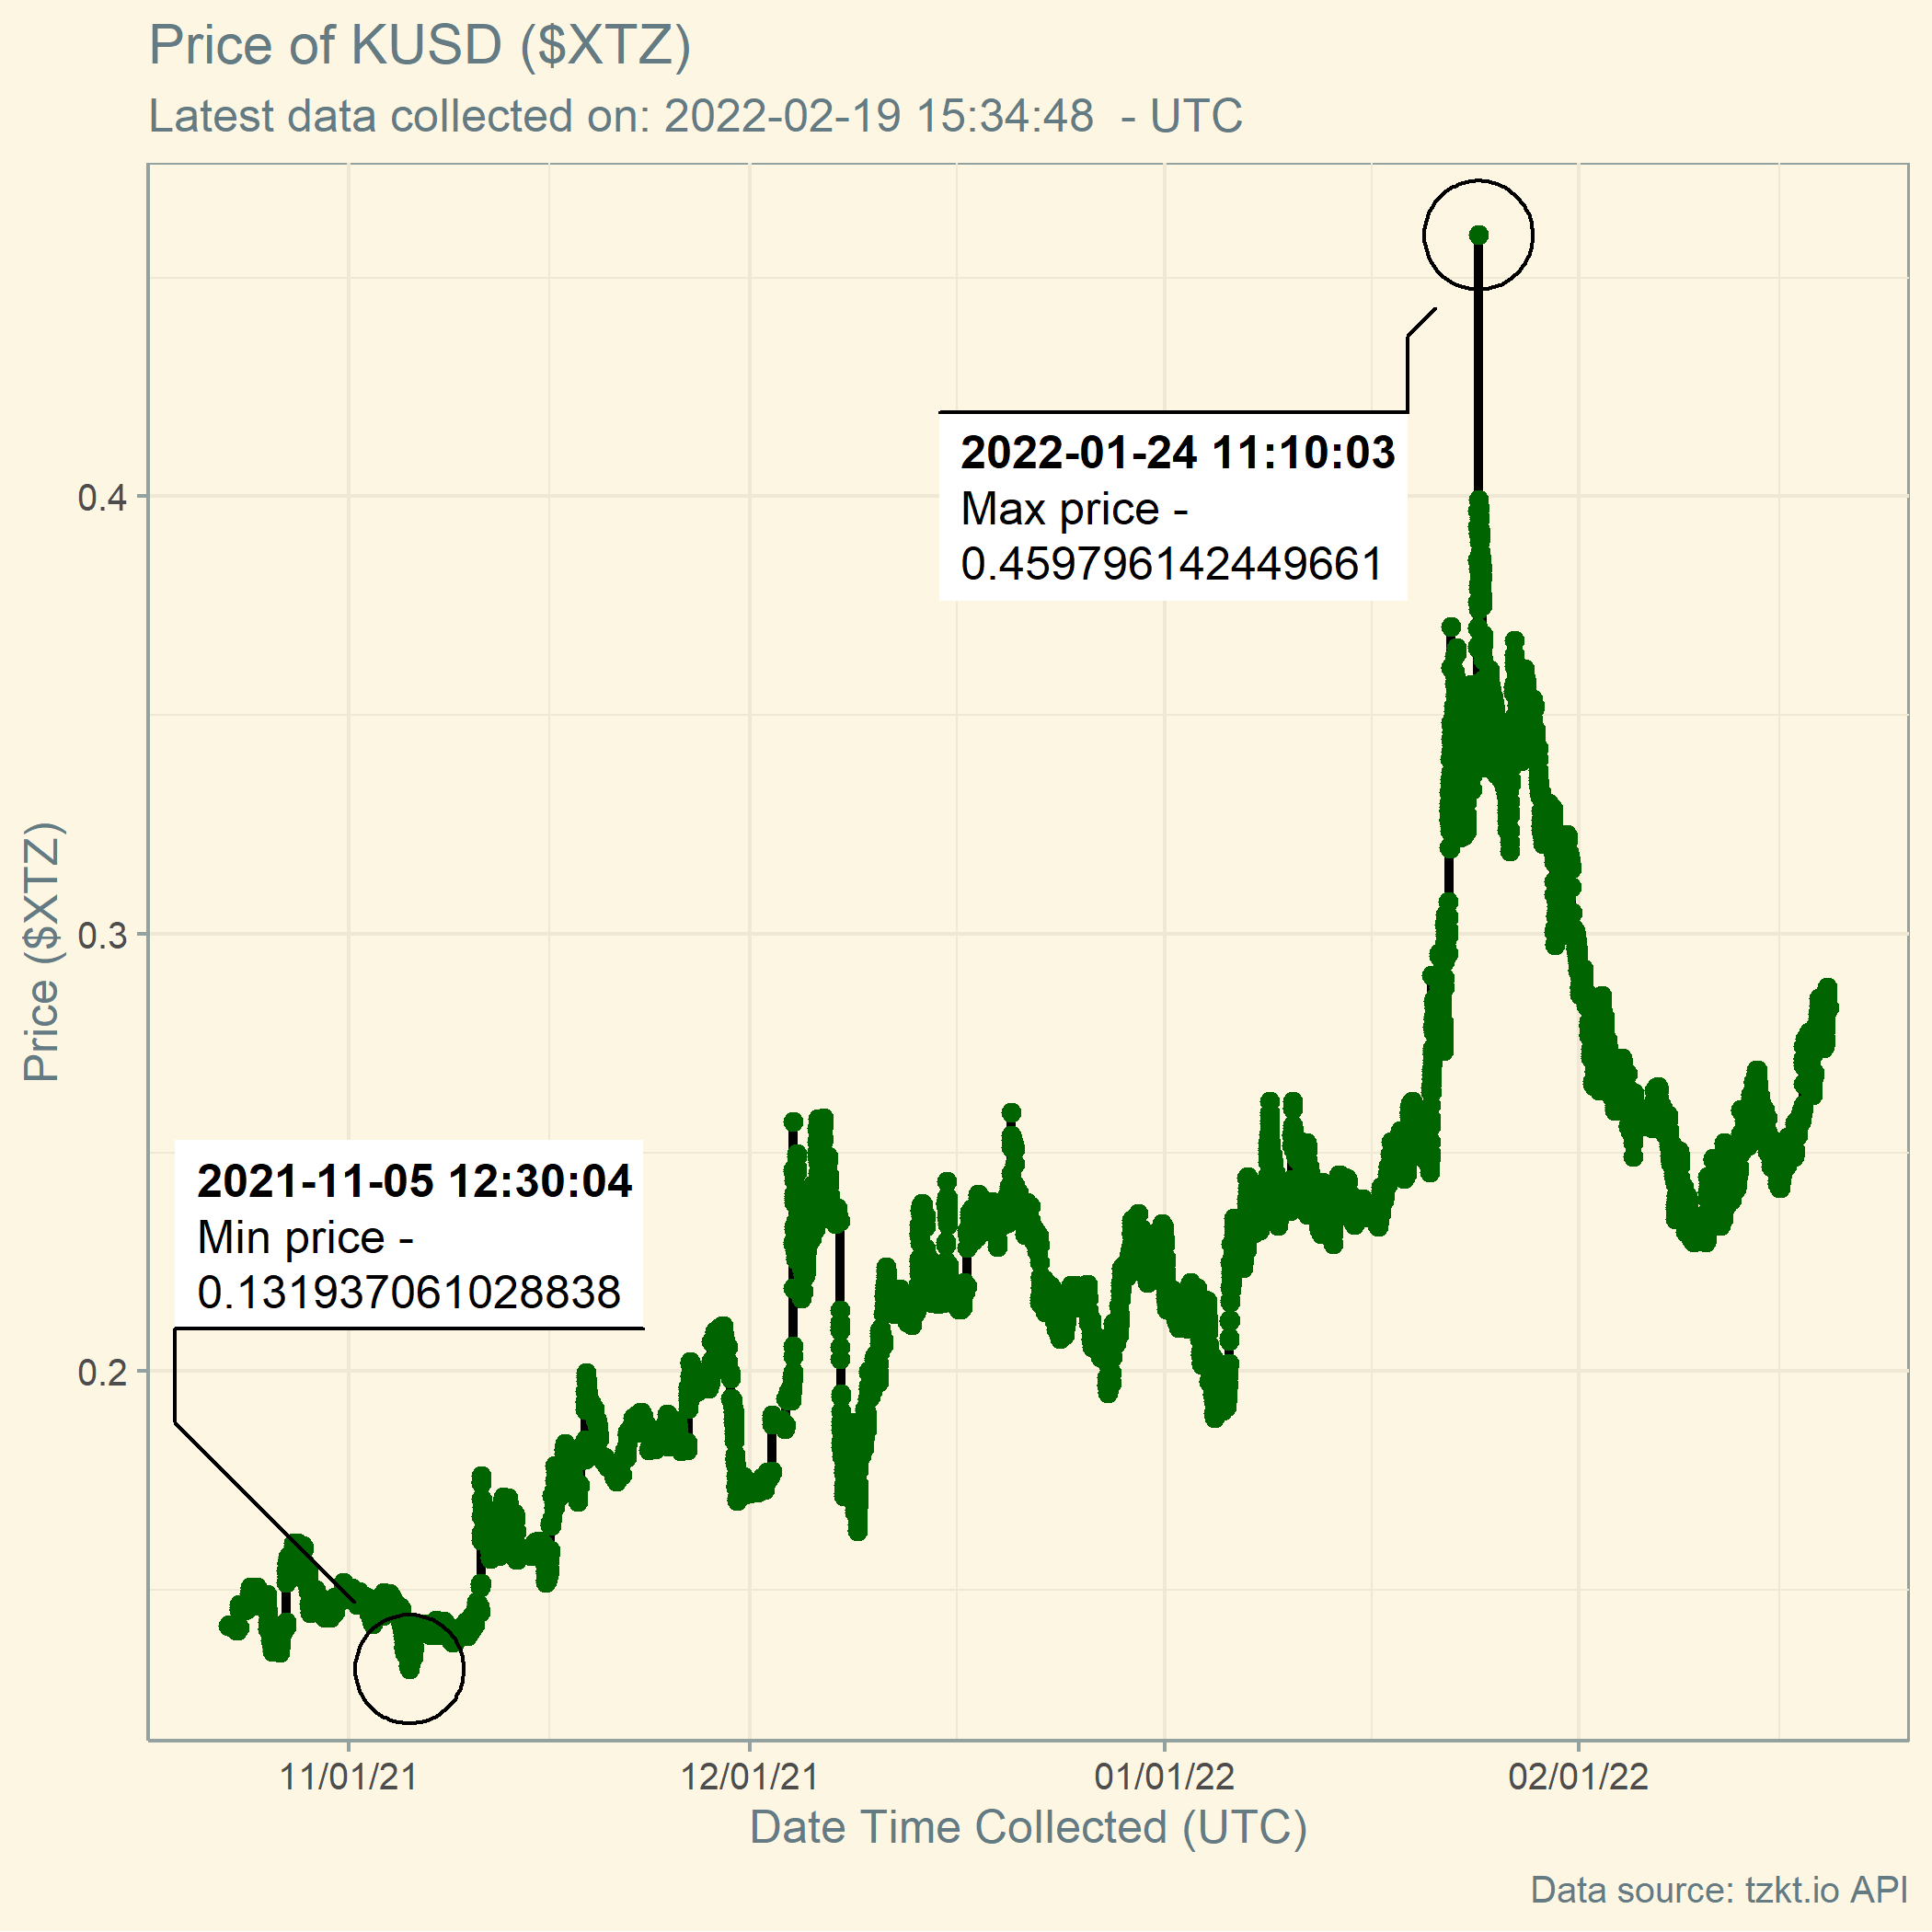 Price of KUSD ($XTZ)
Latest data collected on: 2022-02-19 15:34:48  - UTC
2022-01-24 11:10:03
Max price -
0.459796142449661
2021-11-05 12:30:04
Min price -
0.131937061028838
Price ($XTZ)
0.4
0.3
0.2
11/01/21
12/01/21
01/01/22
02/01/22
Date Time Collected (UTC)
Data source: tzkt.io API